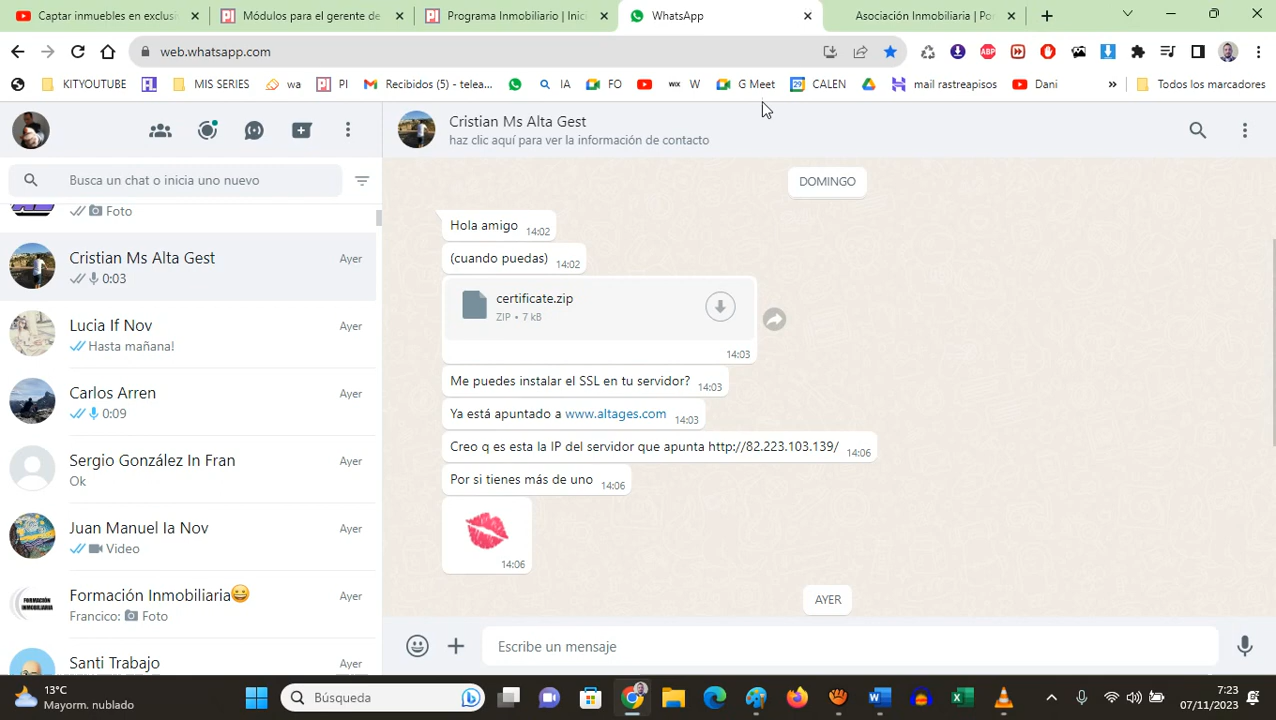 Captar inmuebles en exclus
Módulos para el gerente de
Programa Inmobiliario | Inic
WhatsApp
Asociación Inmobiliaria | Po
web.whatsapp.com
KITYOUTUBE
MIS SERIES
wa
PI
Recibidos (5) - telea...
IA
FO
WIX W
G Meet
CALEN
mail rastreapisos
Dani
»
Todos los marcadores
Cristian Ms Alta Gest
haz clic aquí para ver la información de contacto
Busca un chat o inicia uno nuevo
Foto
Cristian Ms Alta Gest Ayer
0:03
Lucia If Nov Ayer
Hasta mañana!
Carlos Arren Ayer
0:09
Sergio González In Fran Ayer
Ok
Juan Manuel Ia Nov Ayer
Video
Formación Inmobiliaria😄 Ayer
Francico: Foto
Santi Trabajo Ayer
DOMINGO
Hola amigo 14:02
(cuando puedas) 14:02
certificate.zip
ZIP • 7 kB
14:03
Me puedes instalar el SSL en tu servidor? 14:03
Ya está apuntado a www.altages.com 14:03
Creo q es esta la IP del servidor que apunta http://82.223.103.139/ 14:06
Por si tienes más de uno 14:06
14:06
AYER
Escribe un mensaje
13°C
Mayorm. nublado
Búsqueda
7:23
07/11/2023